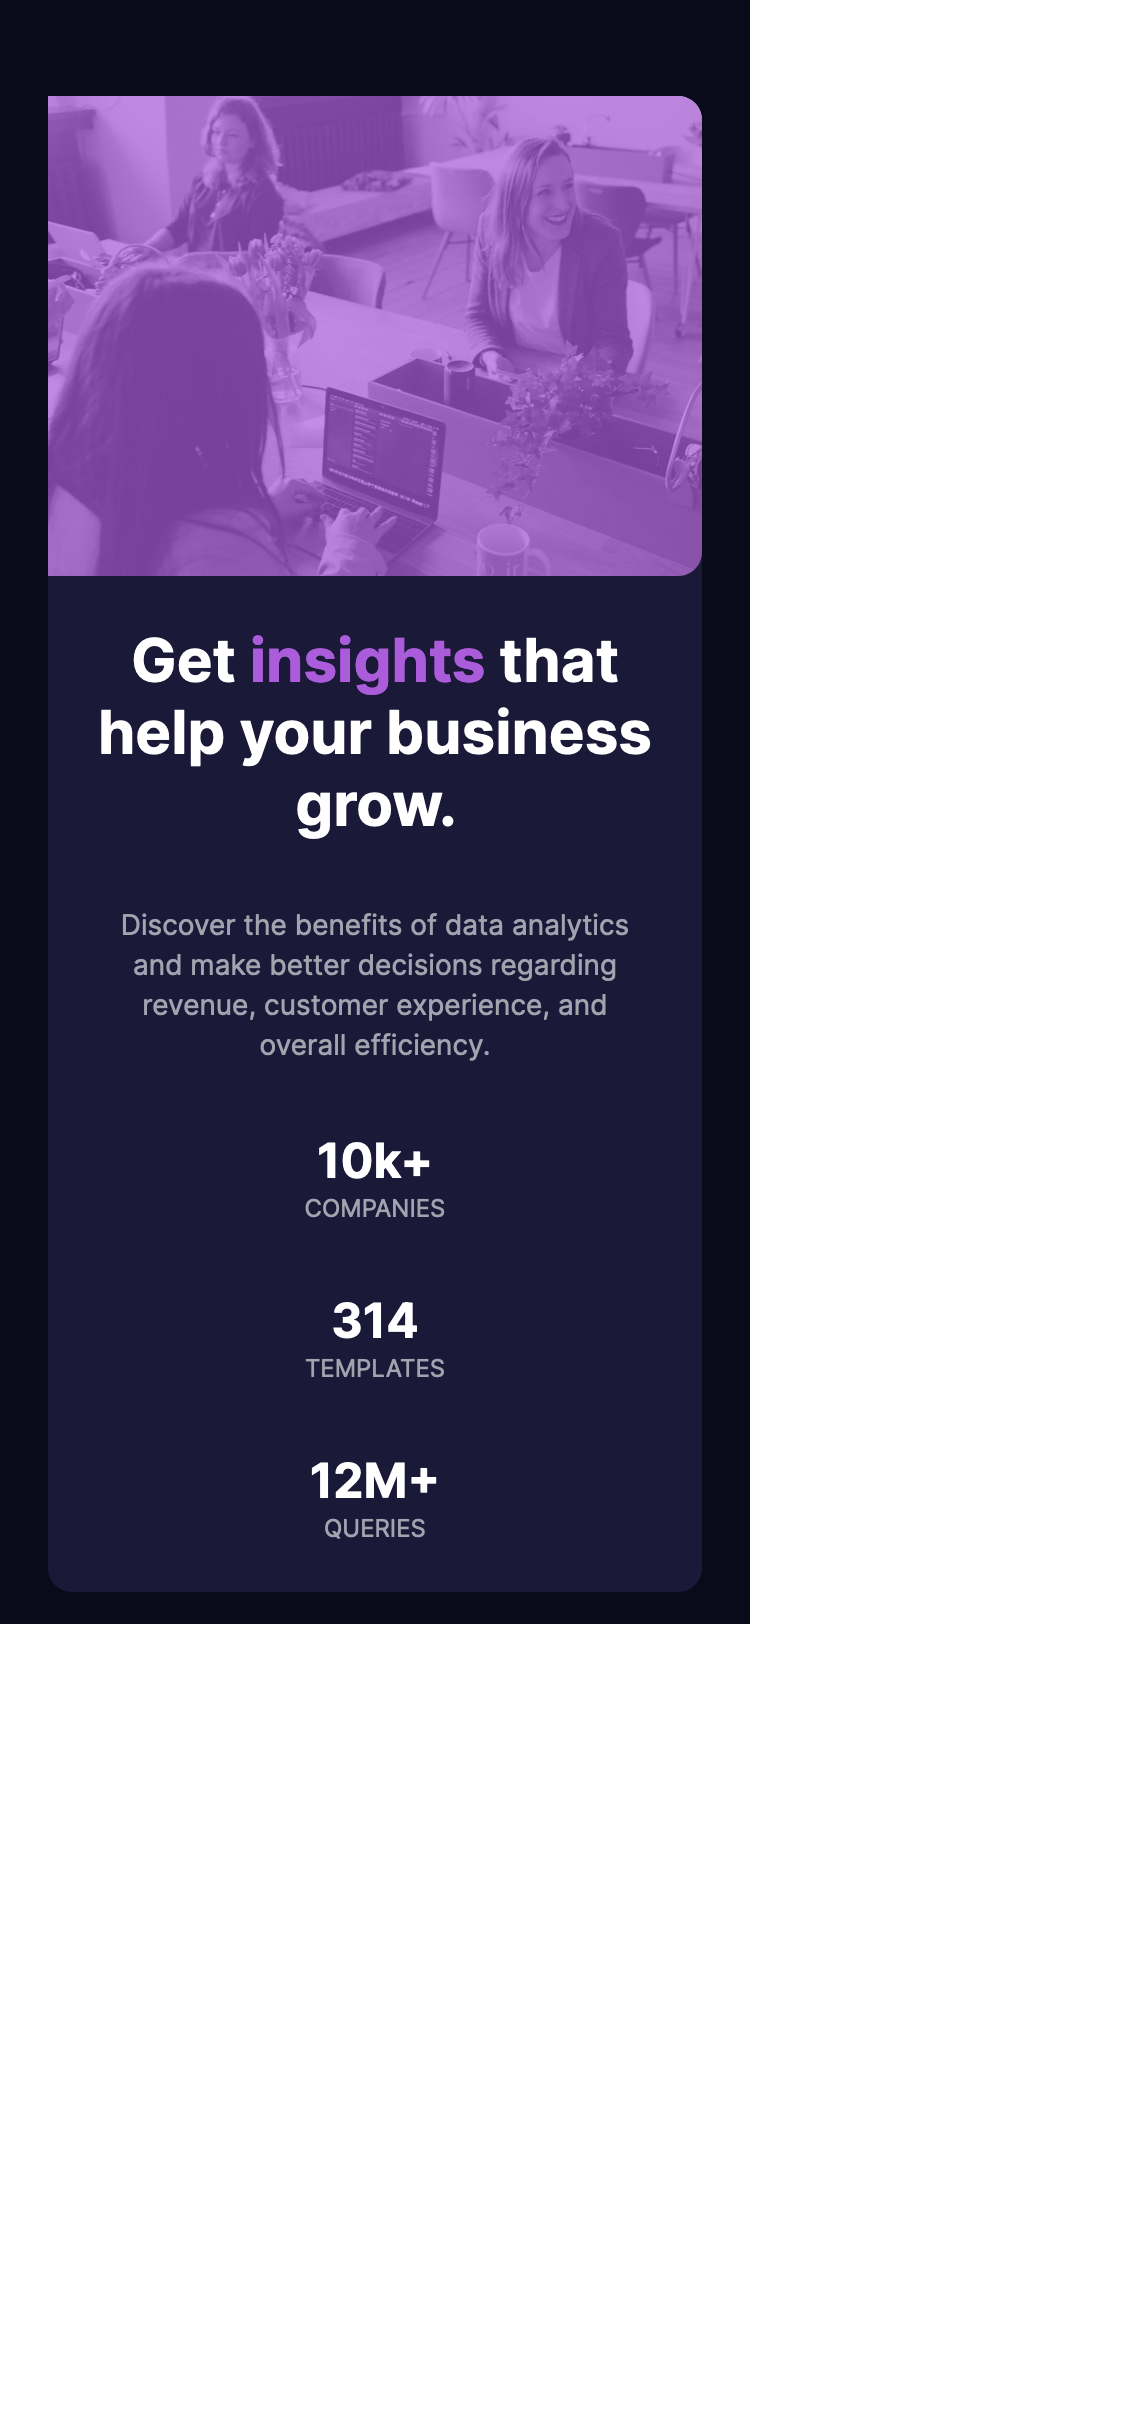 Get insights that
help your business
grow.
Discover the benefits of data analytics
and make better decisions regarding
revenue, customer experience, and
overall efficiency.
10k+
COMPANIES
314
TEMPLATES
12M+
QUERIES